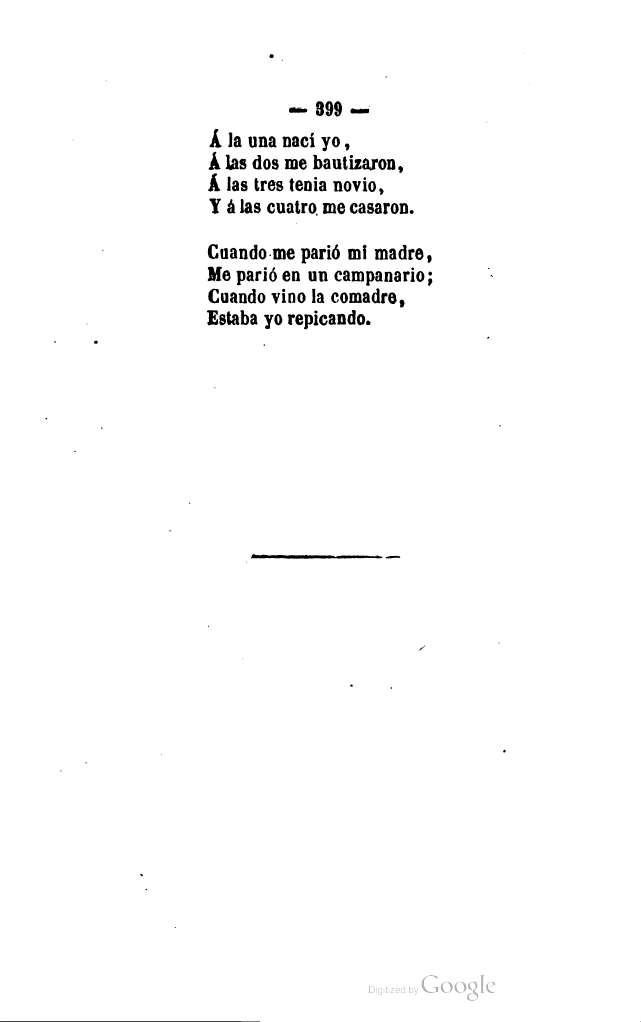 — 399 —
Á la una nací yo,
Á las dos me bautizaron,
Á las tres tenia novio,
Y á las cuatro me casaron.

Cuando me parió mi madre,
Me parió en un campanario;
Cuando vino la comadre,
Estaba yo repicando.

Digitized by Google